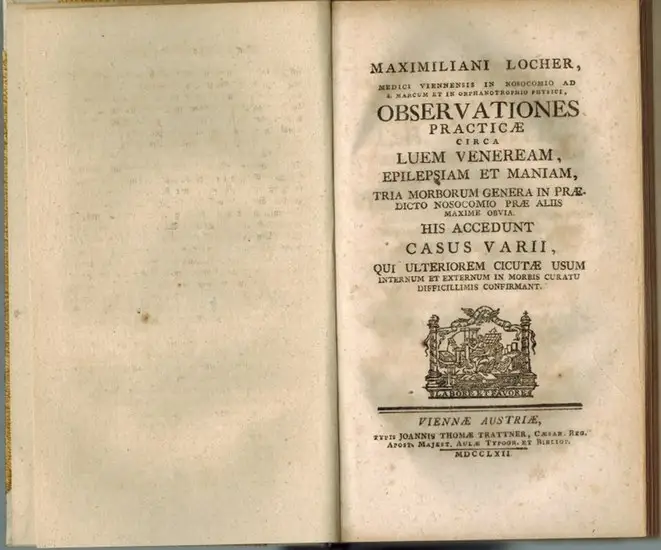 MAXIMILIANI LOCHER,
MEDICI VIENNENSIS IN NOSOCOMIO AD
S. MARCUM ET IN ORPHANOTROPHIO PHYSICI,
OBSERVATIONES
PRACTICÆ
CIRCA
LUEM VENEREAM,
EPILEPSIAM ET MANIAM,
TRIA MORBORUM GENERA IN PRÆ-
DICTO NOSOCOMIO PRÆ ALIIS
MAXIME OBVIA.
HIS ACCEDUNT
CASUS VARII,
QUI ULTERIOREM CICUTÆ USUM
INTERNUM ET EXTERNUM IN MORBIS CURATU
DIFFICILLIMIS CONFIRMANT.
LABORE ET FAVORE
VIENNÆ AUSTRIÆ,
TYPIS JOANNIS THOMÆ TRATTNER, CÆSAR. REG.
APOST. MAJEST. AULÆ TYPOGR. ET BIBLIOP.
MDCCLXII.